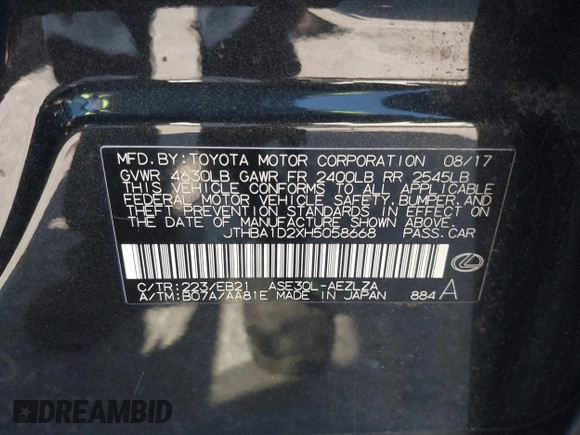 MFD.BY:TOYOTA MOTOR CORPORATION 08/17
GVWR 4630LB GAWR FR 2400LB RR 2545LB
THIS VEHICLE CONFORMS TO ALL APPLICABLE
FEDERAL MOTOR VEHICLE SAFETY,BUMPER,AND
THEFT PREVENTION STANDARDS IN EFFECT ON
THE DATE OF MANUFACTURE SHOWN ABOVE.
JTHBA1D2XH5058668 PASS.CAR
C/TR:223/EB21 ASE30L-AEZLZA
A/TM:B07A/AA81E MADE IN JAPAN 884 A
DREAMBID